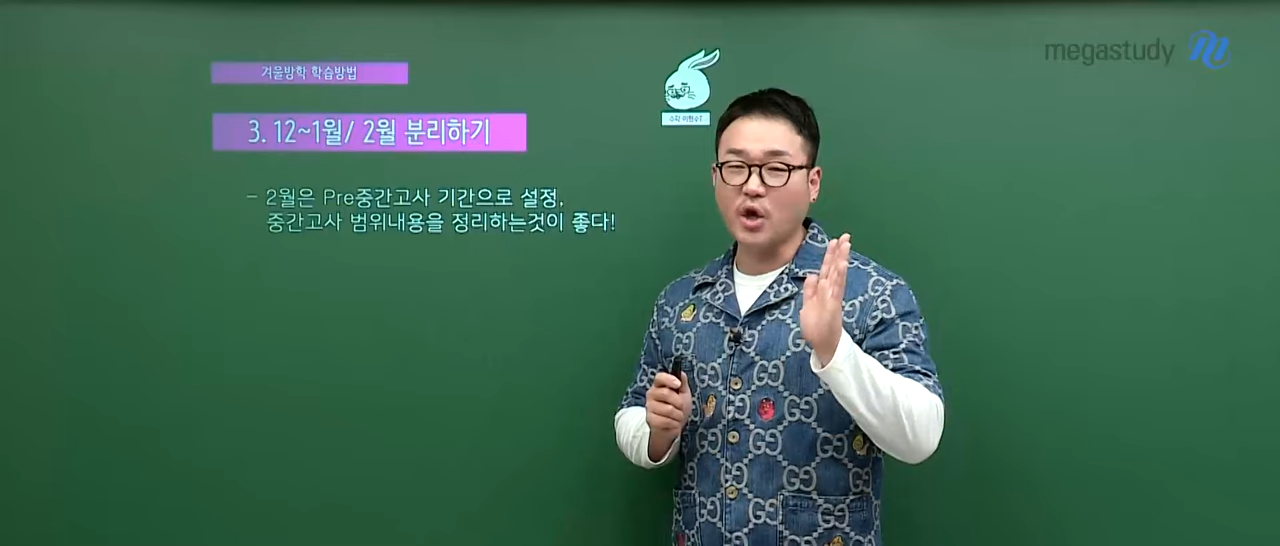 megastudy
겨울방학 학습방법
3. 12~1월/ 2월 분리하기
- 2월은 Pre중간고사 기간으로 설정,
중간고사 범위내용을 정리하는것이 좋다!